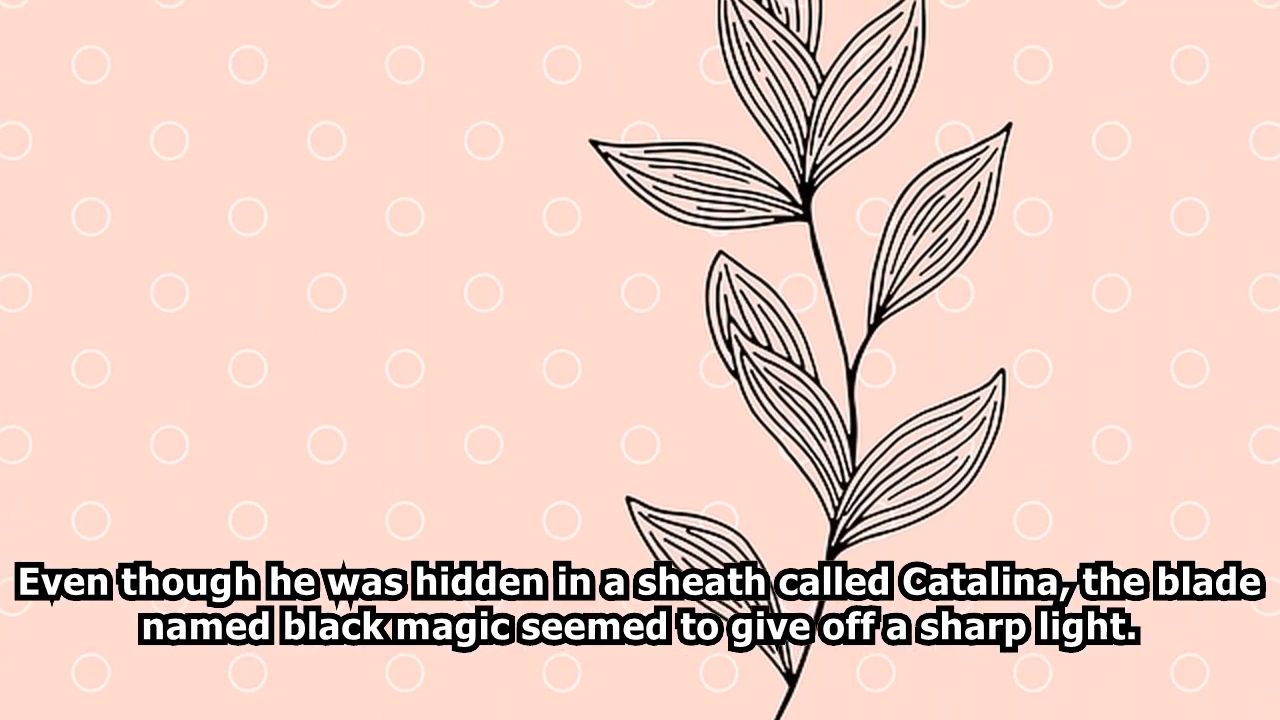 Even though he was hidden in a sheath called Catalina, the blade
named black magic seemed to give off a sharp light.